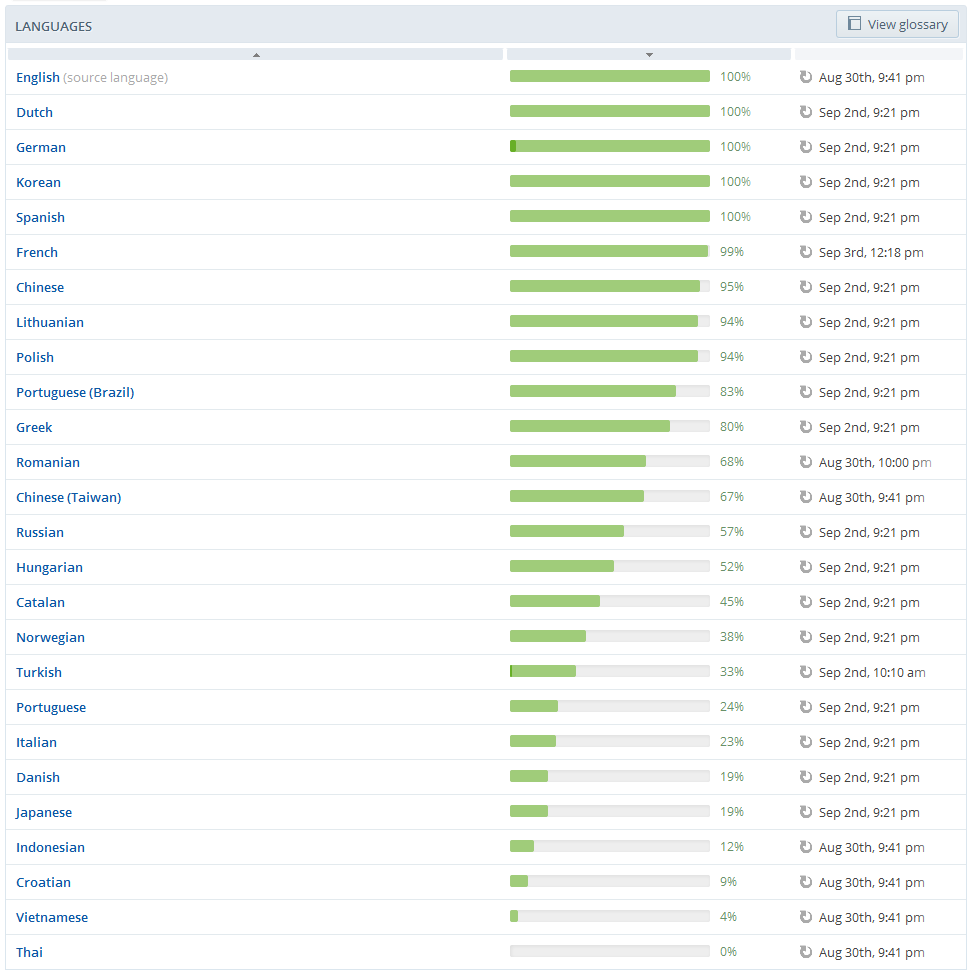 LANGUAGES View glossary
English (source language) 100% Aug 30th, 9:41 pm
Dutch 100% Sep 2nd, 9:21 pm
German 100% Sep 2nd, 9:21 pm
Korean 100% Sep 2nd, 9:21 pm
Spanish 100% Sep 2nd, 9:21 pm
French 99% Sep 3rd, 12:18 pm
Chinese 95% Sep 2nd, 9:21 pm
Lithuanian 94% Sep 2nd, 9:21 pm
Polish 94% Sep 2nd, 9:21 pm
Portuguese (Brazil) 83% Sep 2nd, 9:21 pm
Greek 80% Sep 2nd, 9:21 pm
Romanian 68% Aug 30th, 10:00 pm
Chinese (Taiwan) 67% Aug 30th, 9:41 pm
Russian 57% Sep 2nd, 9:21 pm
Hungarian 52% Sep 2nd, 9:21 pm
Catalan 45% Sep 2nd, 9:21 pm
Norwegian 38% Sep 2nd, 9:21 pm
Turkish 33% Sep 2nd, 10:10 am
Portuguese 24% Sep 2nd, 9:21 pm
Italian 23% Sep 2nd, 9:21 pm
Danish 19% Sep 2nd, 9:21 pm
Japanese 19% Sep 2nd, 9:21 pm
Indonesian 12% Aug 30th, 9:41 pm
Croatian 9% Aug 30th, 9:41 pm
Vietnamese 4% Aug 30th, 9:41 pm
Thai 0% Aug 30th, 9:41 pm